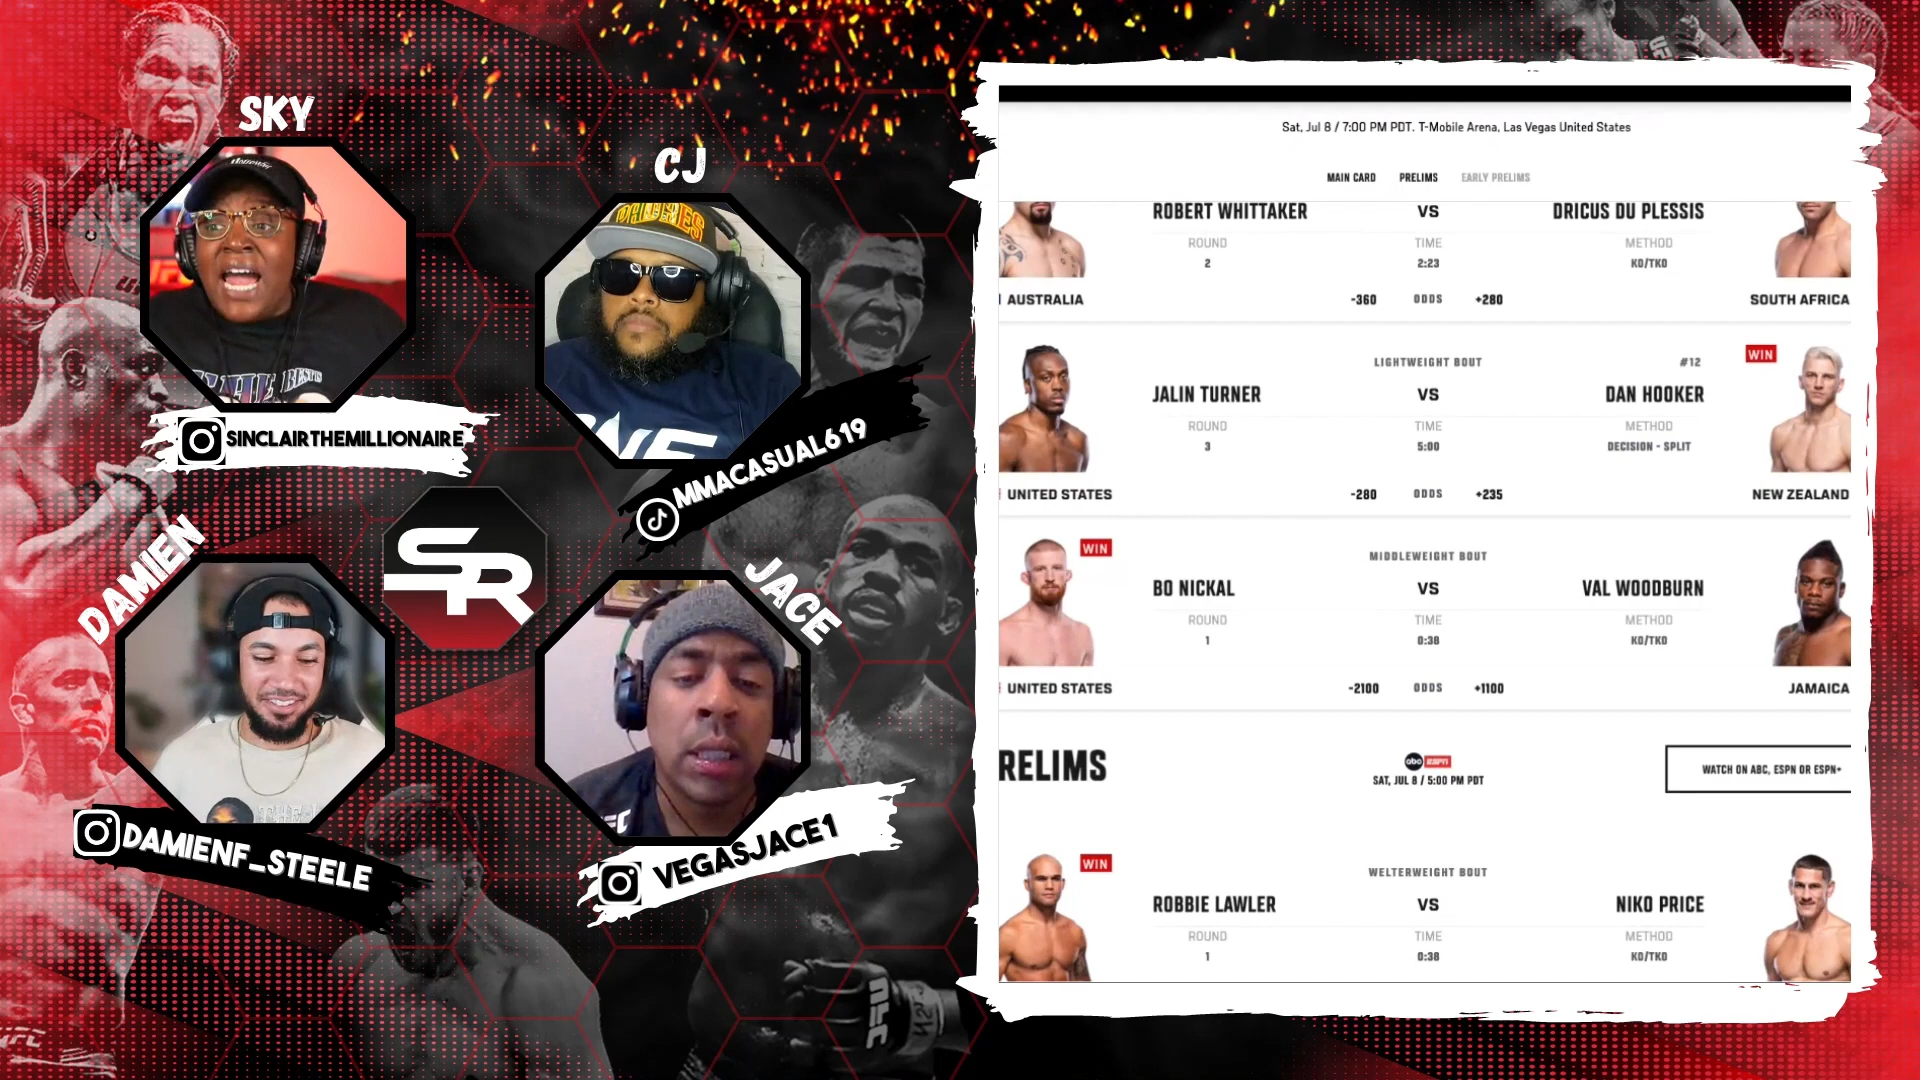 SKY
SINCLAIRTHEMILLIONAIRE
CJ
MMACASUAL619
SR
DAMIEN
DAMIENF_STEELE
JACE
VEGASJACE1
Sat, Jul 8 / 7:00 PM PDT. T-Mobile Arena, Las Vegas United States
MAIN CARD PRELIMS EARLY PRELIMS
ROBERT WHITTAKER VS DRICUS DU PLESSIS
ROUND TIME METHOD
2 2:23 KO/TKO
AUSTRALIA -360 ODDS +280 SOUTH AFRICA
LIGHTWEIGHT BOUT #12 WIN
JALIN TURNER VS DAN HOOKER
ROUND TIME METHOD
3 5:00 DECISION - SPLIT
UNITED STATES -280 ODDS +235 NEW ZEALAND
WIN MIDDLEWEIGHT BOUT
BO NICKAL VS VAL WOODBURN
ROUND TIME METHOD
1 0:38 KO/TKO
UNITED STATES -2100 ODDS +1100 JAMAICA
RELIMS
abc ESPN
SAT, JUL 8 / 5:00 PM PDT
WATCH ON ABC, ESPN OR ESPN+
WIN WELTERWEIGHT BOUT
ROBBIE LAWLER VS NIKO PRICE
ROUND TIME METHOD
1 0:38 KO/TKO